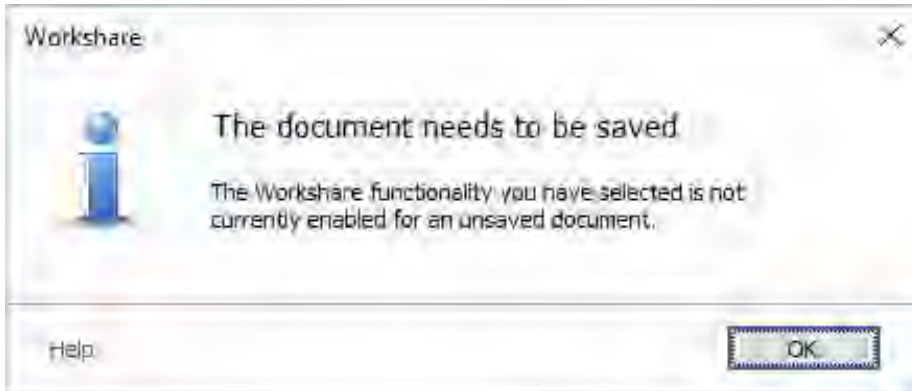 Workshare
The document needs to be saved
The Workshare functionality you have selected is not
currently enabled for an unsaved document.
Help
OK